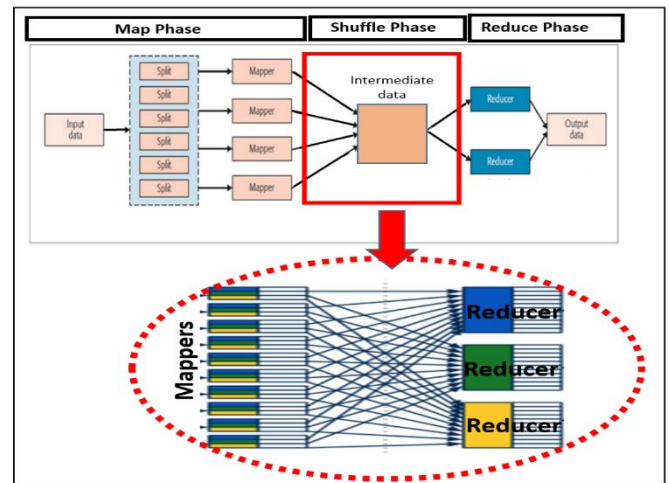 Map Phase
Shuffle Phase
Reduce Phase
Input
data
Split
Split
Split
Split
Split
Split
Mapper
Mapper
Mapper
Mapper
Intermediate
data
Reducer
Reducer
Output
data
Mappers
Reducer
Reducer
Reducer